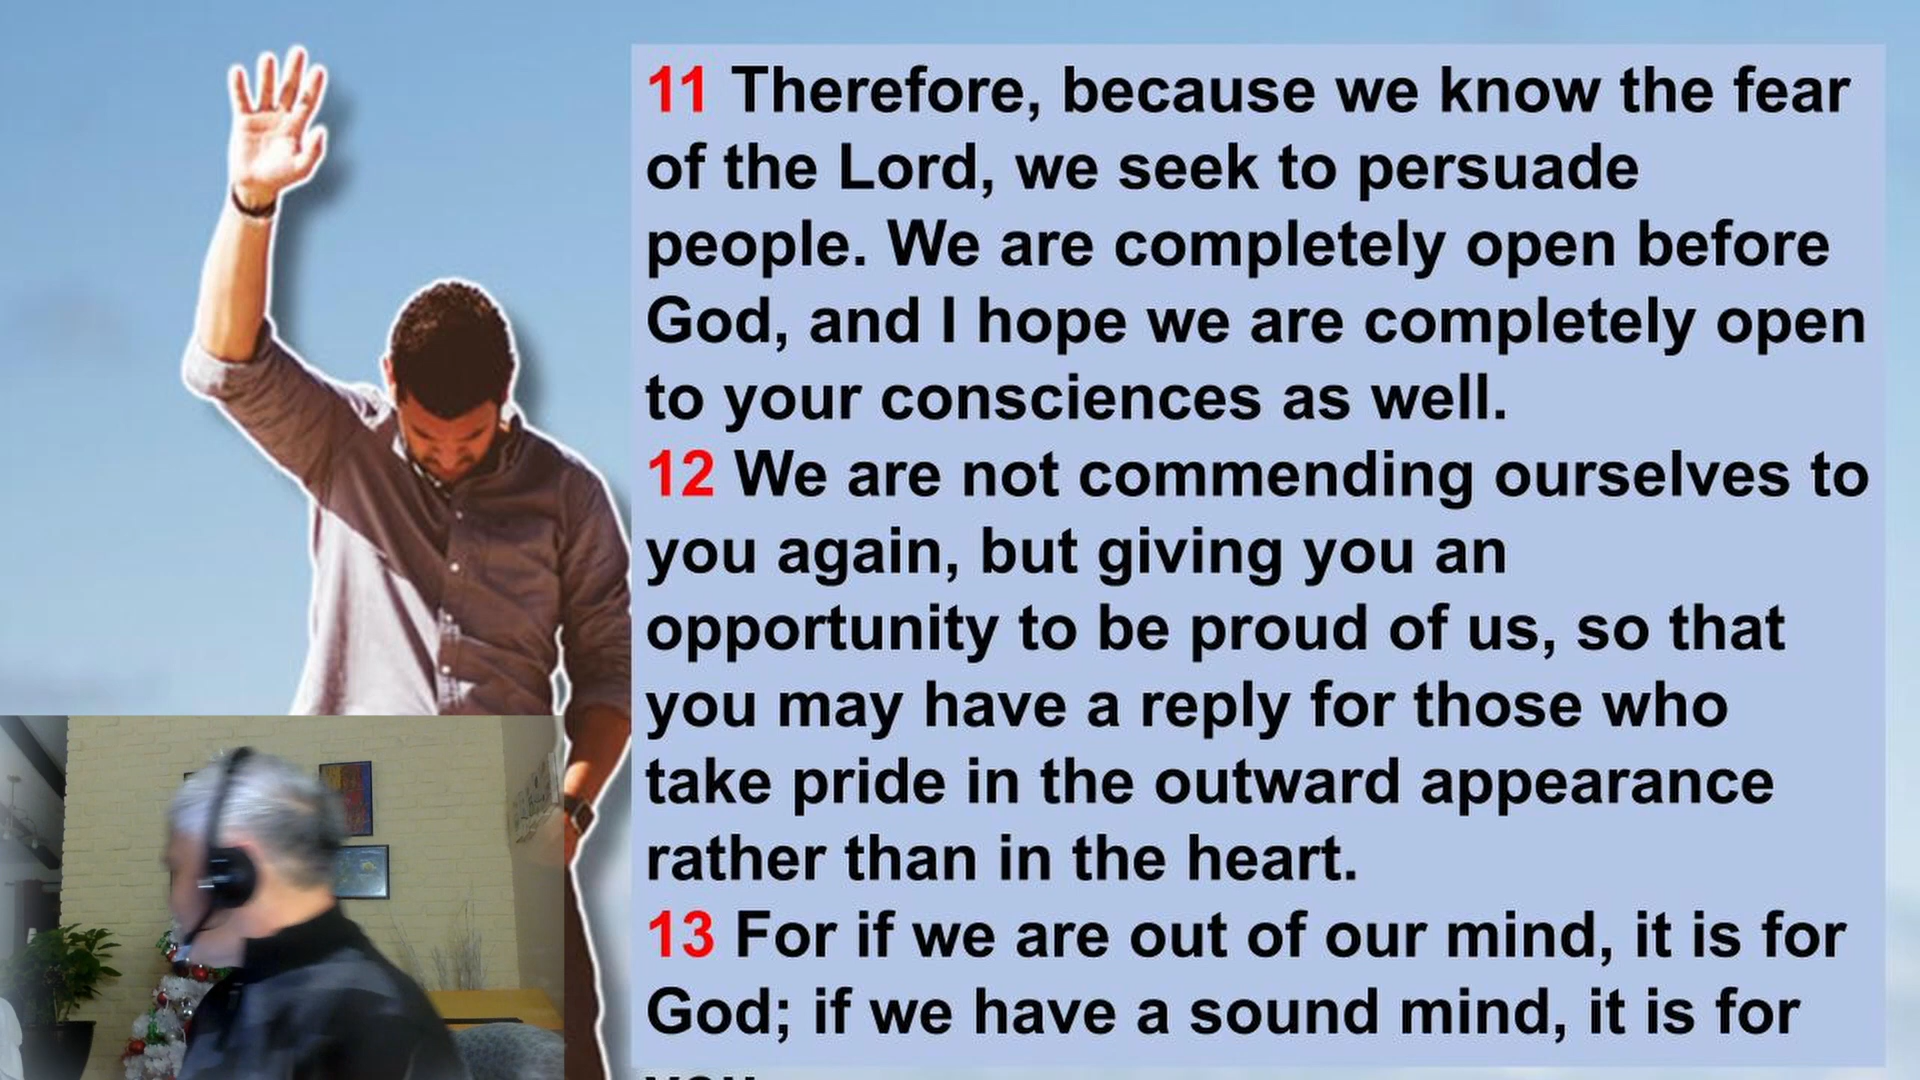 11 Therefore, because we know the fear
of the Lord, we seek to persuade
people. We are completely open before
God, and I hope we are completely open
to your consciences as well.
12 We are not commending ourselves to
you again, but giving you an
opportunity to be proud of us, so that
you may have a reply for those who
take pride in the outward appearance
rather than in the heart.
13 For if we are out of our mind, it is for
God; if we have a sound mind, it is for